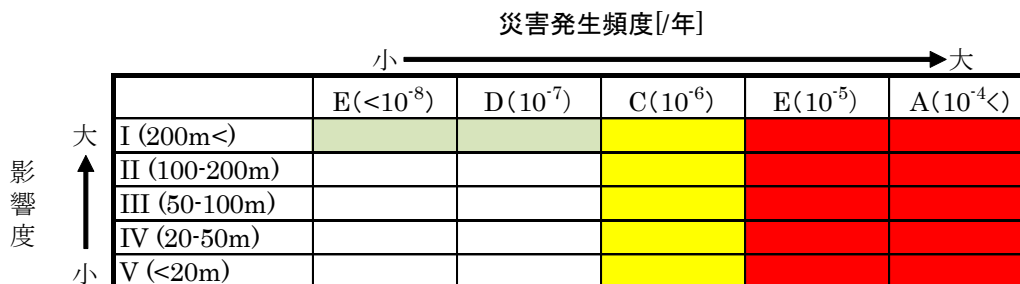 災害発生頻度[/年]
小 大
E(<10⁻⁸) D(10⁻⁷) C(10⁻⁶) E(10⁻⁵) A(10⁻⁴<)
大 I (200m<)
II (100-200m)
III (50-100m)
IV (20-50m)
小 V (<20m)
影響度